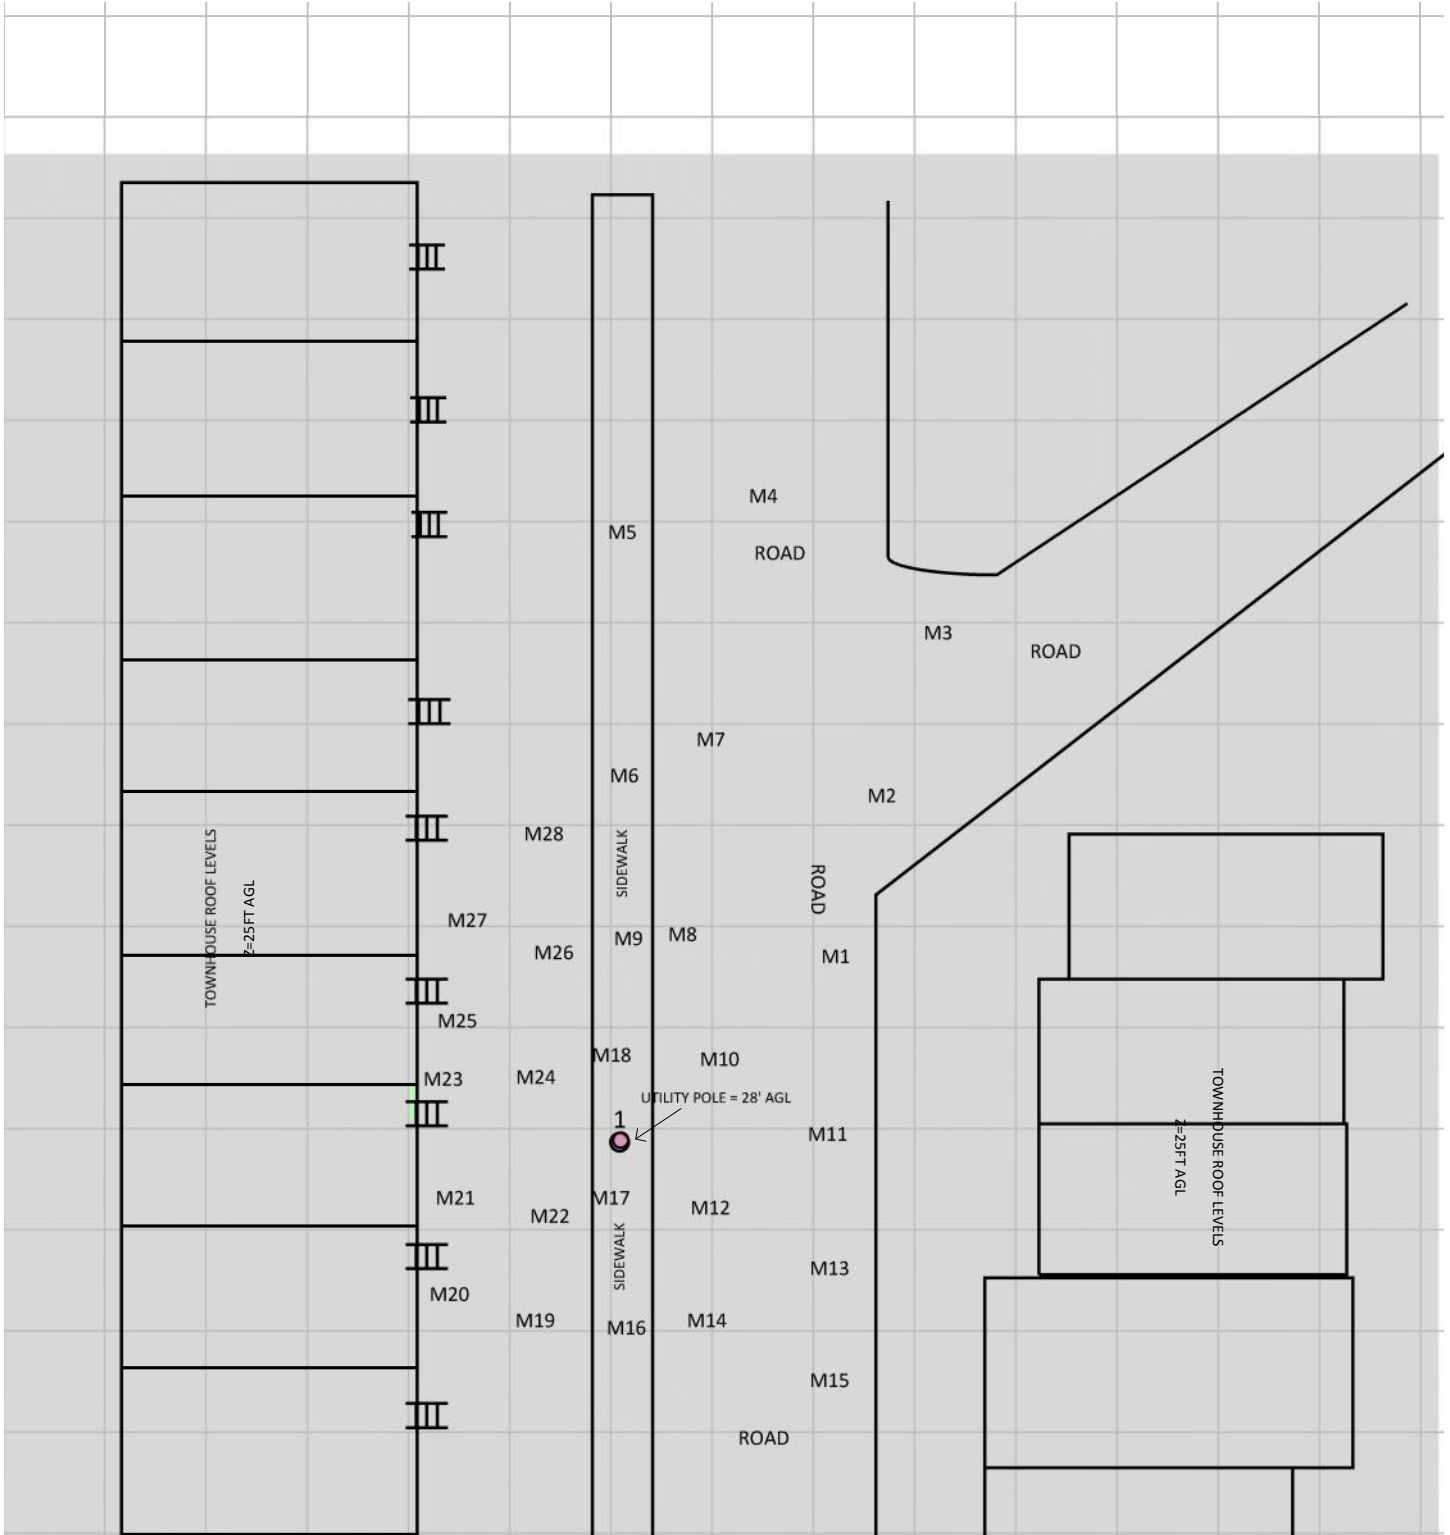 M4
M5
ROAD
M3
ROAD
M7
M6
M2
M28
SIDEWALK
ROAD
TOWNHOUSE ROOF LEVELS
Z=25FT AGL
M27
M9
M8
M26
M1
M25
M18
M10
M23
M24
UTILITY POLE = 28' AGL
1
M11
TOWNHOUSE ROOF LEVELS
Z=25FT AGL
M21
M17
M22
M12
SIDEWALK
M13
M20
M19
M16
M14
M15
ROAD